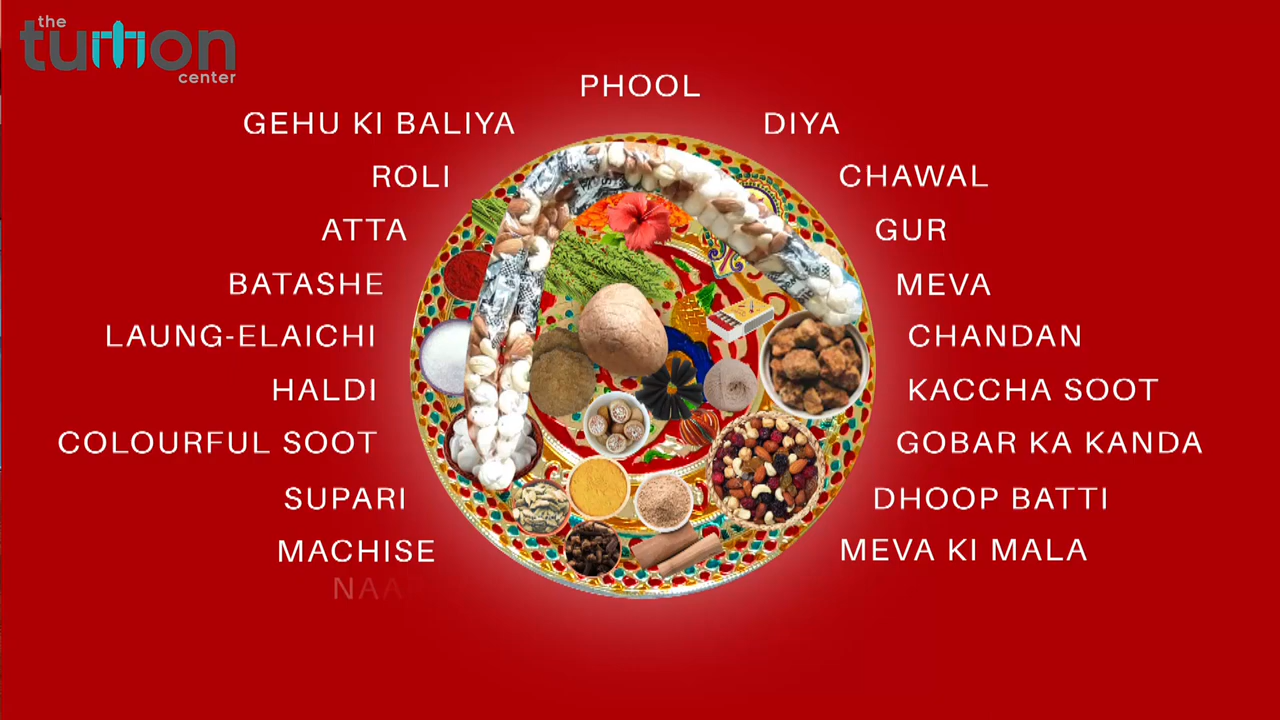 the
tuition
center
PHOOL
GEHU KI BALIYA
DIYA
ROLI
CHAWAL
ATTA
GUR
BATASHE
MEVA
LAUNG-ELAICHI
CHANDAN
HALDI
KACCHA SOOT
COLOURFUL SOOT
GOBAR KA KANDA
SUPARI
DHOOP BATTI
MACHISE
MEVA KI MALA